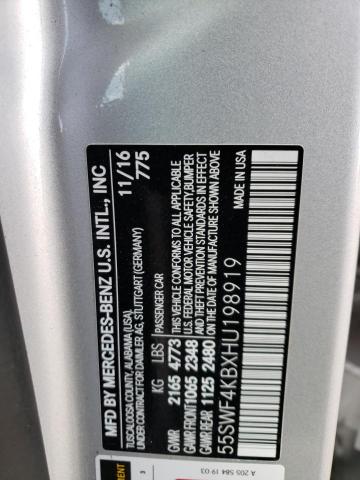 MFD BY MERCEDES-BENZ U.S. INTL., INC
TUSCALOOSA COUNTY, ALABAMA (USA)
UNDER CONTRACT FOR DAIMLER AG, STUTTGART (GERMANY)
11/16
775
PASSENGER CAR
KG LBS
GVWR 2165 4773
GAWR FRONT 1065 2348
GAWR REAR 1125 2480
THIS VEHICLE CONFORMS TO ALL APPLICABLE
U.S. FEDERAL MOTOR VEHICLE SAFETY, BUMPER
AND THEFT PREVENTION STANDARDS IN EFFECT
ON THE DATE OF MANUFACTURE SHOWN ABOVE
55SWF4KBXHU198919
MADE IN USA
A 205 584 19 03
3